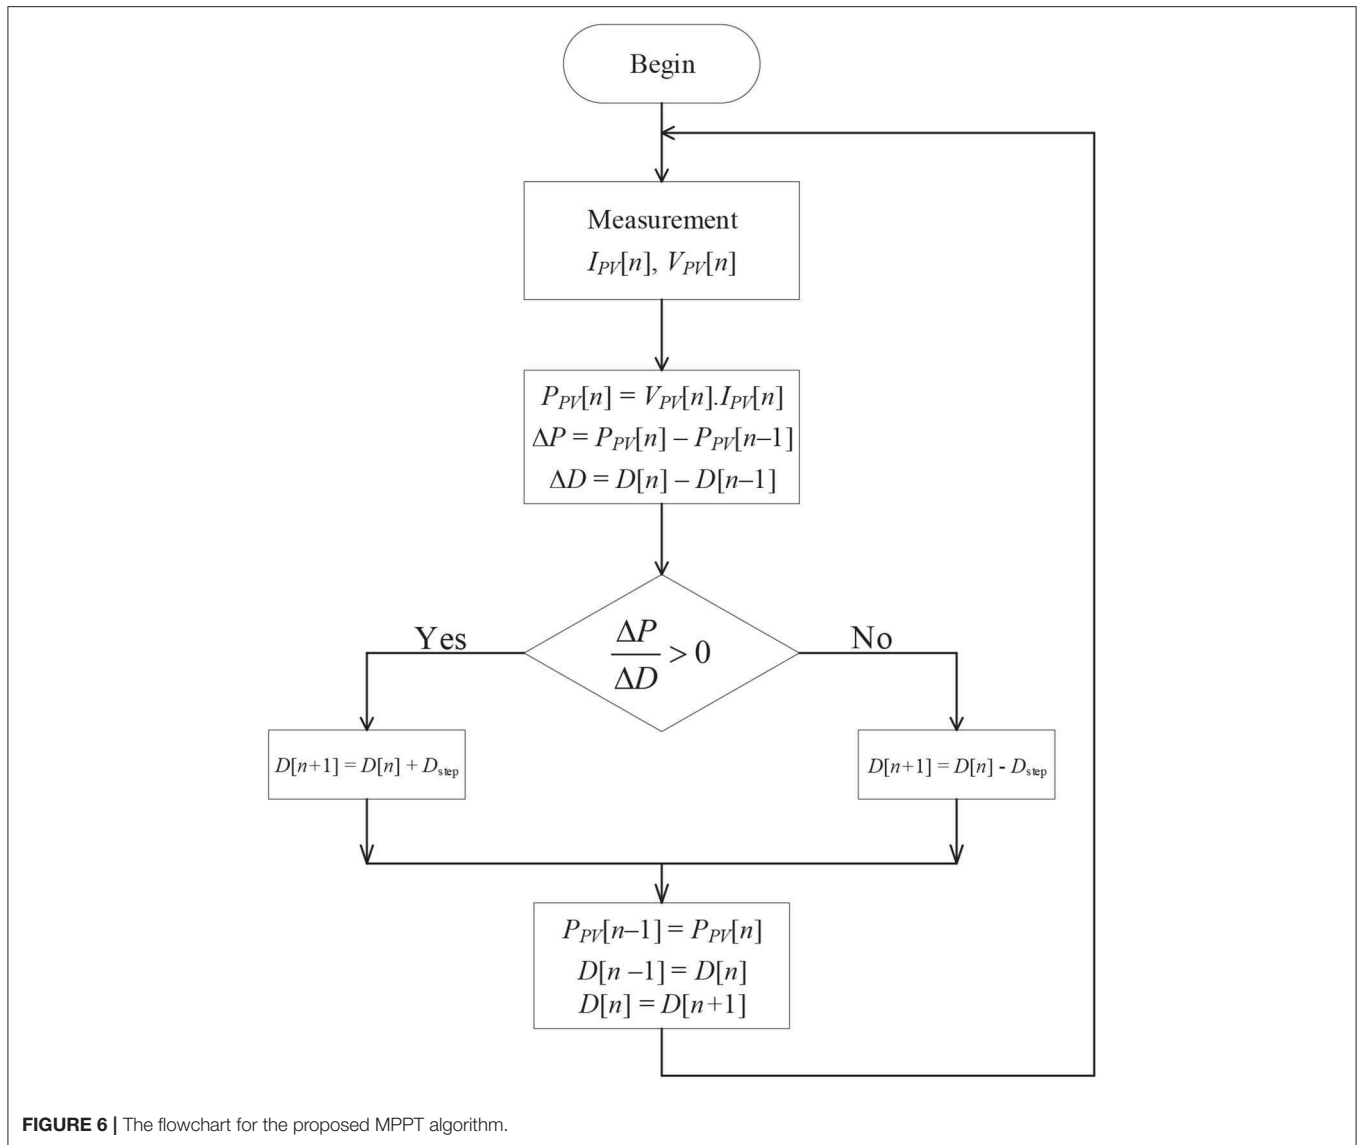 Begin
Measurement
I_PV[n], V_PV[n]
P_PV[n] = V_PV[n].I_PV[n]
ΔP = P_PV[n] – P_PV[n–1]
ΔD = D[n] – D[n–1]
Yes
ΔP/ΔD > 0
No
D[n+1] = D[n] + D_step
D[n+1] = D[n] - D_step
P_PV[n–1] = P_PV[n]
D[n –1] = D[n]
D[n] = D[n+1]
FIGURE 6 | The flowchart for the proposed MPPT algorithm.